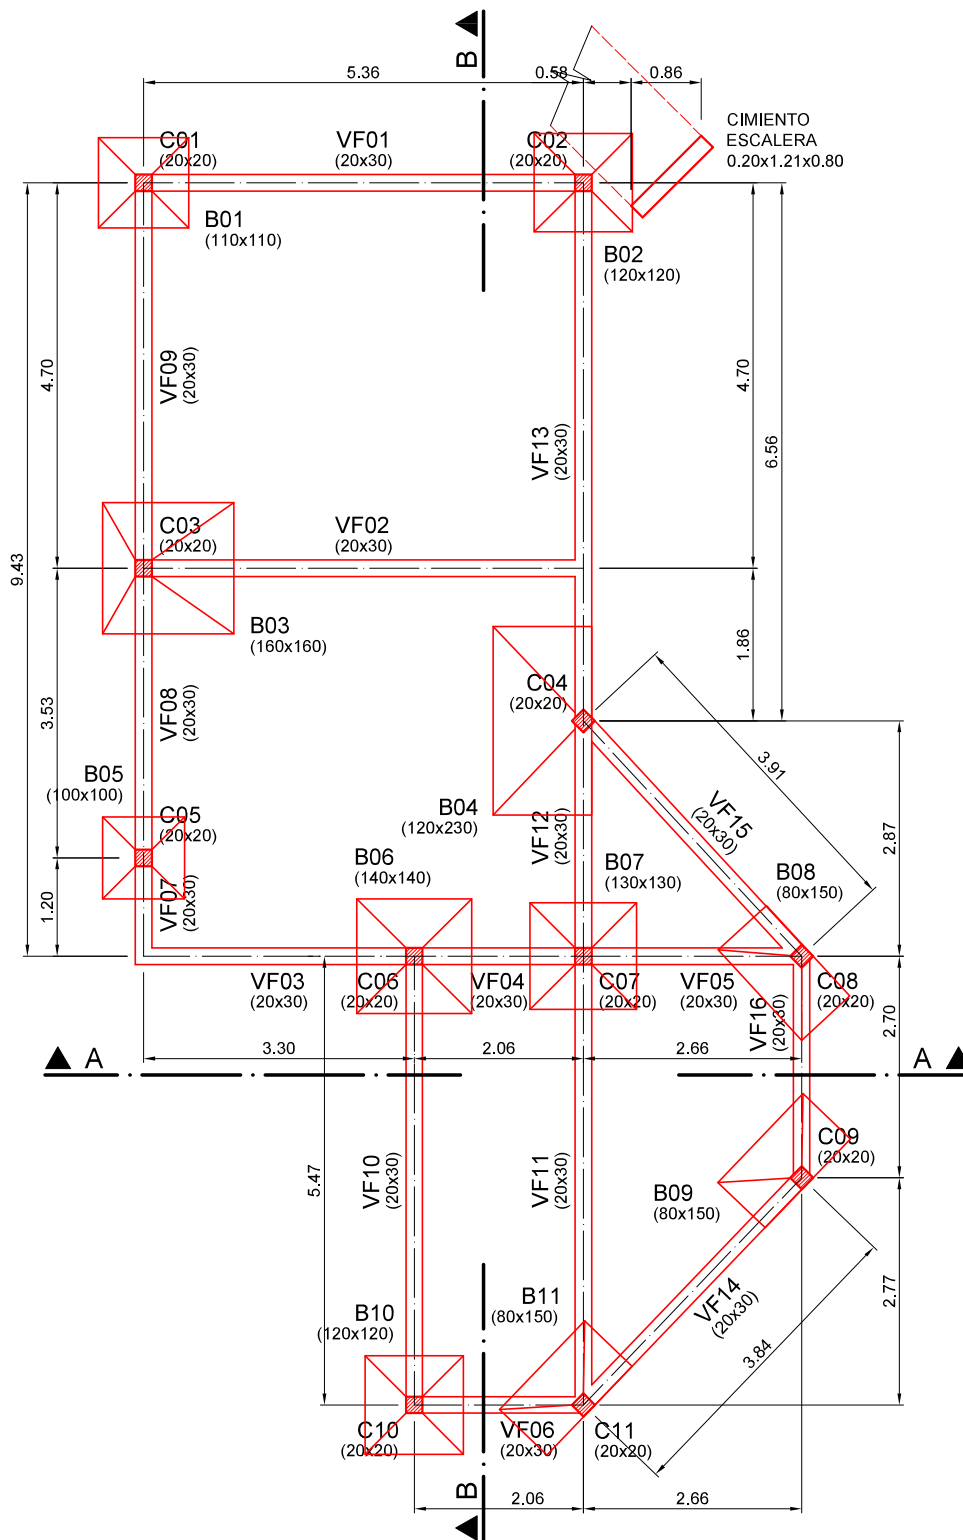 B
5.36
0.58
0.86
CIMIENTO
ESCALERA
0.20x1.21x0.80
C01
(20x20)
VF01
(20x30)
C02
(20x20)
B01
(110x110)
B02
(120x120)
4.70
VF09
(20x30)
4.70
VF13
(20x30)
6.56
9.43
C03
(20x20)
VF02
(20x30)
B03
(160x160)
1.86
3.53
VF08
(20x30)
C04
(20x20)
3.91
VF15
(20x30)
B05
(100x100)
C05
(20x20)
B04
(120x230)
VF12
(20x30)
2.87
B06
(140x140)
B07
(130x130)
B08
(80x150)
1.20
VF07
(20x30)
VF03
(20x30)
C06
(20x20)
VF04
(20x30)
C07
(20x20)
VF05
(20x30)
VF16
(20x30)
C08
(20x20)
2.70
3.30
2.06
2.66
A
A
5.47
VF10
(20x30)
VF11
(20x30)
C09
(20x20)
B09
(80x150)
VF14
(20x30)
2.77
3.84
B10
(120x120)
B11
(80x150)
C10
(20x20)
VF06
(20x30)
C11
(20x20)
B
2.06
2.66